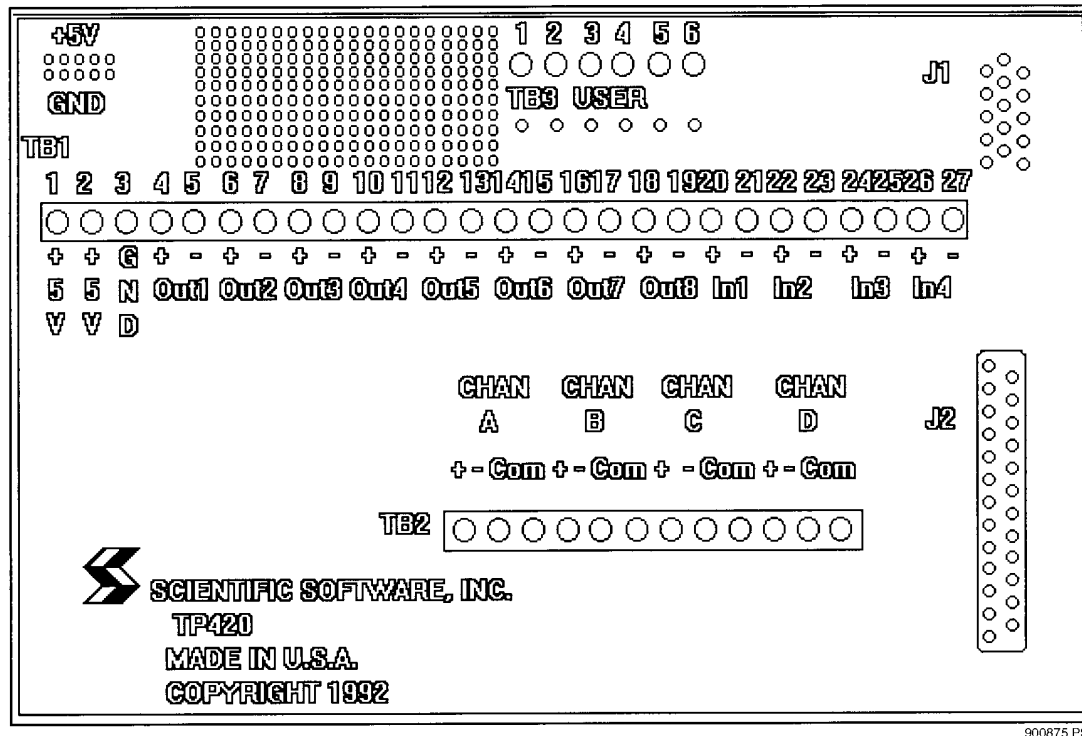 +5V
GND
1 2 3 4 5 6
TB3 USER
J1
TB1
1 2 3 4 5 6 7 8 9 10 11 12 13 14 15 16 17 18 19 20 21 22 23 24 25 26 27
+ + G + - + - + - + - + - + - + - + - + - + - + - + -
5 5 N Out1 Out2 Out3 Out4 Out5 Out6 Out7 Out8 In1 In2 In3 In4
V V D
CHAN CHAN CHAN CHAN
A B C D
J2
+ - Com + - Com + - Com + - Com
TB2
SCIENTIFIC SOFTWARE, INC.
TP420
MADE IN U.S.A.
COPYRIGHT 1992